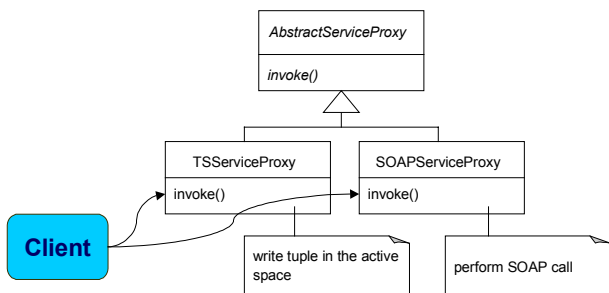 AbstractServiceProxy
invoke()
TSServiceProxy
SOAPServiceProxy
invoke()
invoke()
Client
write tuple in the active
space
perform SOAP call